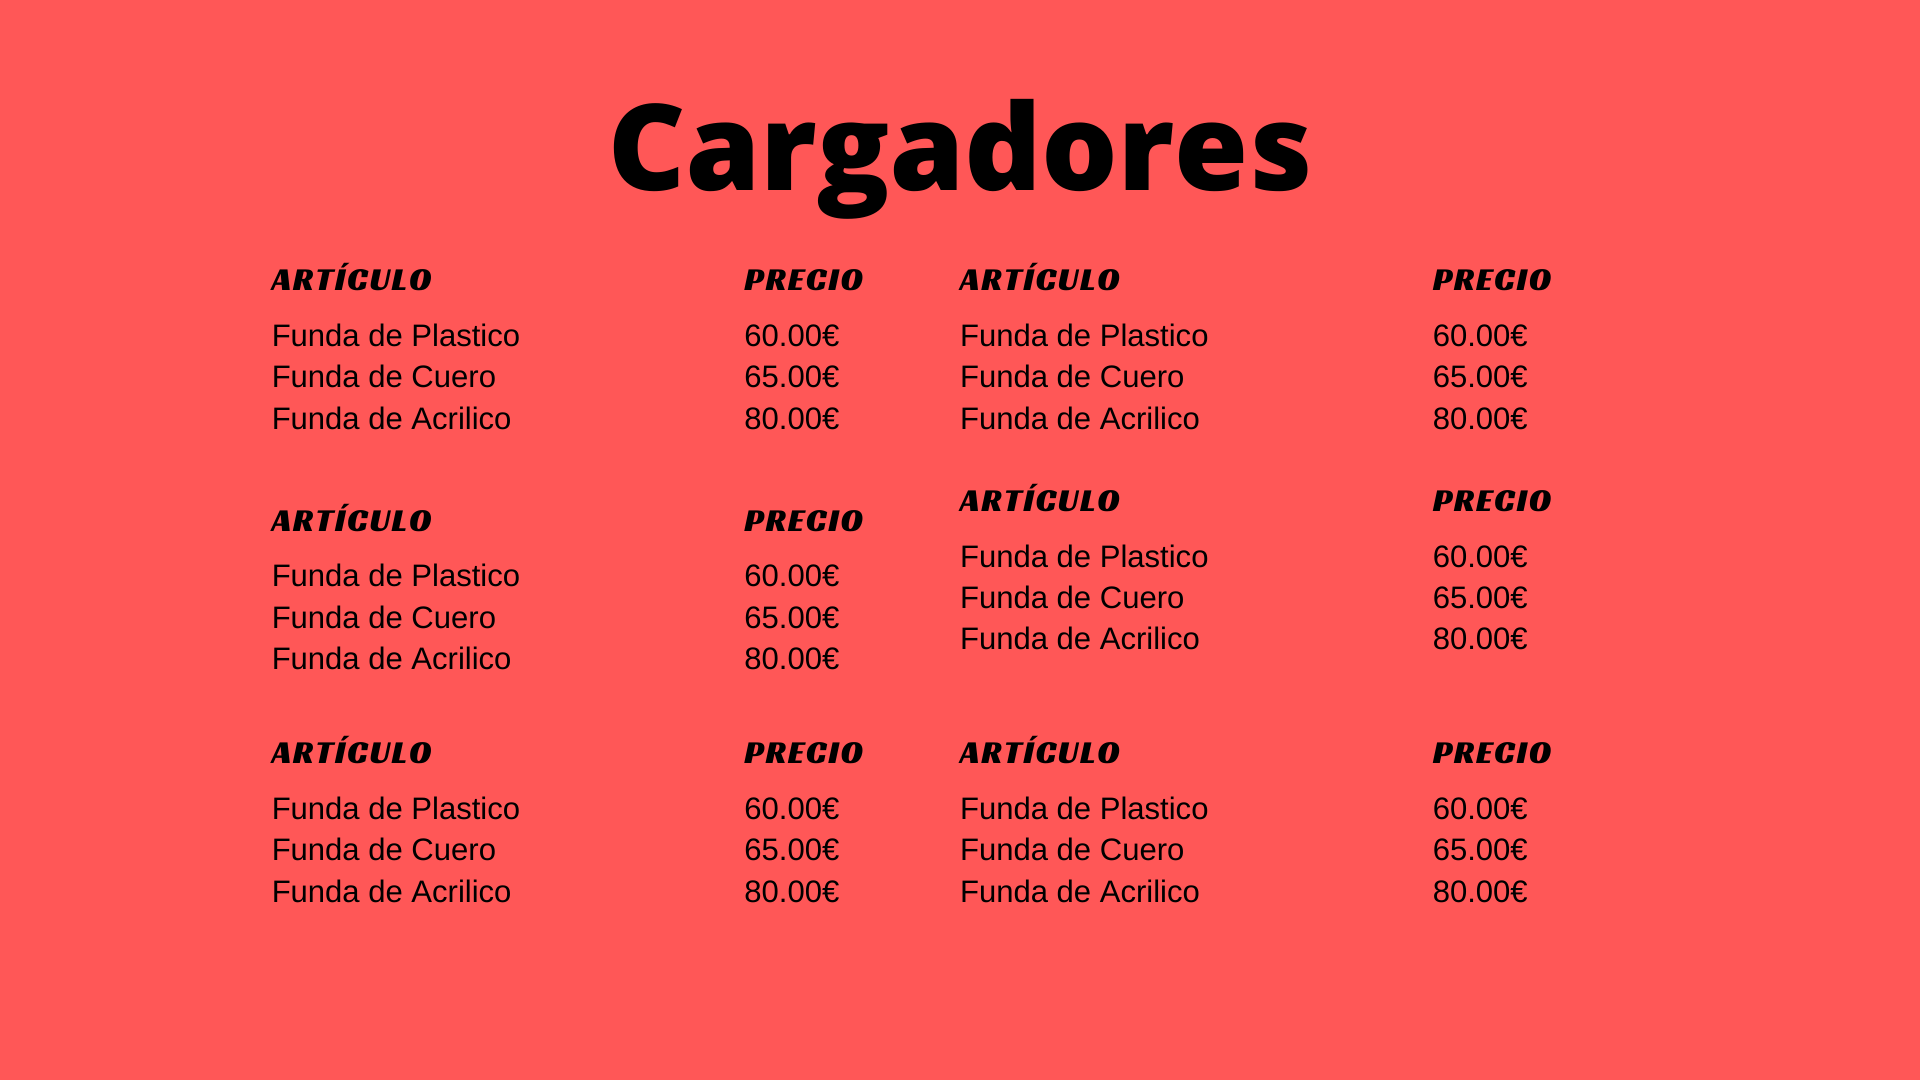 Cargadores
ARTÍCULO PRECIO
Funda de Plastico 60.00€
Funda de Cuero 65.00€
Funda de Acrilico 80.00€
ARTÍCULO PRECIO
Funda de Plastico 60.00€
Funda de Cuero 65.00€
Funda de Acrilico 80.00€
ARTÍCULO PRECIO
Funda de Plastico 60.00€
Funda de Cuero 65.00€
Funda de Acrilico 80.00€
ARTÍCULO PRECIO
Funda de Plastico 60.00€
Funda de Cuero 65.00€
Funda de Acrilico 80.00€
ARTÍCULO PRECIO
Funda de Plastico 60.00€
Funda de Cuero 65.00€
Funda de Acrilico 80.00€
ARTÍCULO PRECIO
Funda de Plastico 60.00€
Funda de Cuero 65.00€
Funda de Acrilico 80.00€